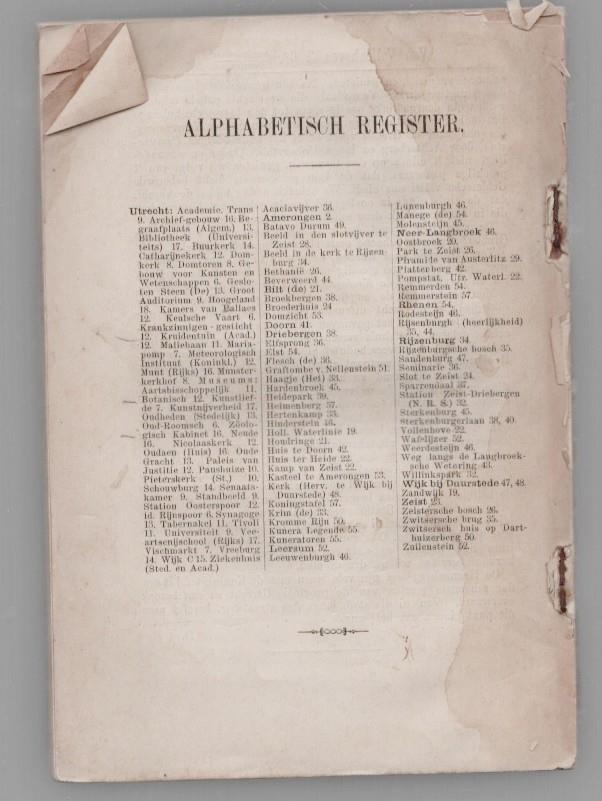 ALPHABETISCH REGISTER.
Utrecht: Academie. Trans
9. Archief-gebouw 16. Be-
graafplaats (Algem.) 13.
Bibliotheek (Universi-
teits) 17. Buurkerk 14.
Catharijnekerk 12. Dom-
kerk 8. Domtoren 8. Ge-
bouw voor Kunsten en
Wetenschappen 6. Geslo-
ten Steen (De) 13. Groot
Auditorium 9. Hoogeland
18. Kamers van Ballaes
12. Keulsche Vaart 6.
Krankzinnigen-gesticht
12. Kruidentuin (Acad.)
12. Maliebaan 11. Maria-
pomp 7. Meteorologisch
Instituut (Koninkl.) 12.
Munt (Rijks) 16. Munster-
kerkhof 8. Museums:
Aartsbisschoppelijk 11.
Botanisch 12. Kunstlief-
de 7. Kunstnijverheid 17.
Oudheden (Stedelijk) 13.
Oud-Roomsch 6. Zöolo-
gisch Kabinet 16. Neude
16. Nicolaaskerk 12.
Oudaen (Huis) 16. Oude
Gracht 13. Paleis van
Justitie 12. Paushuize 10.
Pieterskerk (St.) 10.
Schouwburg 14. Senaats-
kamer 9. Standbeeld 9.
Station Oosterspoor 12.
id. Rijnspoor 6. Synagoge
13. Tabernakel 11. Tivoli
11. Universiteit 9. Vee-
artsenijschool (Rijks) 17.
Vischmarkt 7. Vreeburg
14. Wijk C 15. Ziekenhuis
(Sted. en Acad.)
Acaciavijver 36.
Amerongen 2.
Batavo Durum 49.
Beeld in den slotvijver te
Zeist 28.
Beeld in de kerk te Rijzen-
burg 34.
Bethanië 26.
Beverweerd 44.
Bilt (de) 21.
Broekbergen 38.
Broederhuis 24
Domzicht 53.
Doorn 41.
Driebergen 38.
Elfsprong 36.
Elst 54.
Flesch (de) 36.
Graftombe v. Nellenstein 51.
Haagje (Het) 33.
Hardenbroek 45.
Heidepark 39.
Heimenberg 57.
Hertenkamp 33.
Hinderstein 46.
Holl. Waterlinie 19.
Houdringe 21.
Huis te Doorn 42.
Huis ter Heide 22.
Kamp van Zeist 22.
Kasteel te Amerongen 53.
Kerk (Herv. te Wijk bij
Duurstede) 48.
Koningstafel 57.
Krim (de) 33.
Kromme Rijn 50.
Kunera Legende 55.
Kuneratoren 55.
Leersum 52.
Leeuwenburgh 46.
Lunenburgh 46.
Manege (de) 54.
Molensteijn 45.
Neer-Langbroek 46.
Oostbroek 20.
Park te Zeist 26.
Piramide van Austerlitz 29.
Plattenberg 42.
Pompstat. Utr. Waterl. 22.
Remmerden 54.
Remmerstein 57.
Rhenen 54.
Rodesteijn 46.
Rijsenburgh (heerlijkheid)
35, 44.
Rijzenburg 34.
Rijzenburgsche bosch 35.
Sandenburg 47.
Seminarie 36.
Slot te Zeist 24.
Sparrendaal 37.
Station Zeist-Driebergen
(N. R. S.) 32.
Sterkenburg 45.
Sterkenburgerlaan 38, 40.
Vollenhove 22.
Wafelijzer 52.
Weerdesteijn 46.
Weg langs de Langbroek-
sche Wetering 43.
Willinkspark 32.
Wijk bij Duurstede 47, 48.
Zandwijk 19.
Zeist 23.
Zeistersche bosch 26.
Zwitsersche brug 35.
Zwitsersch huis op Dart-
huizerberg 50.
Zuilenstein 52.